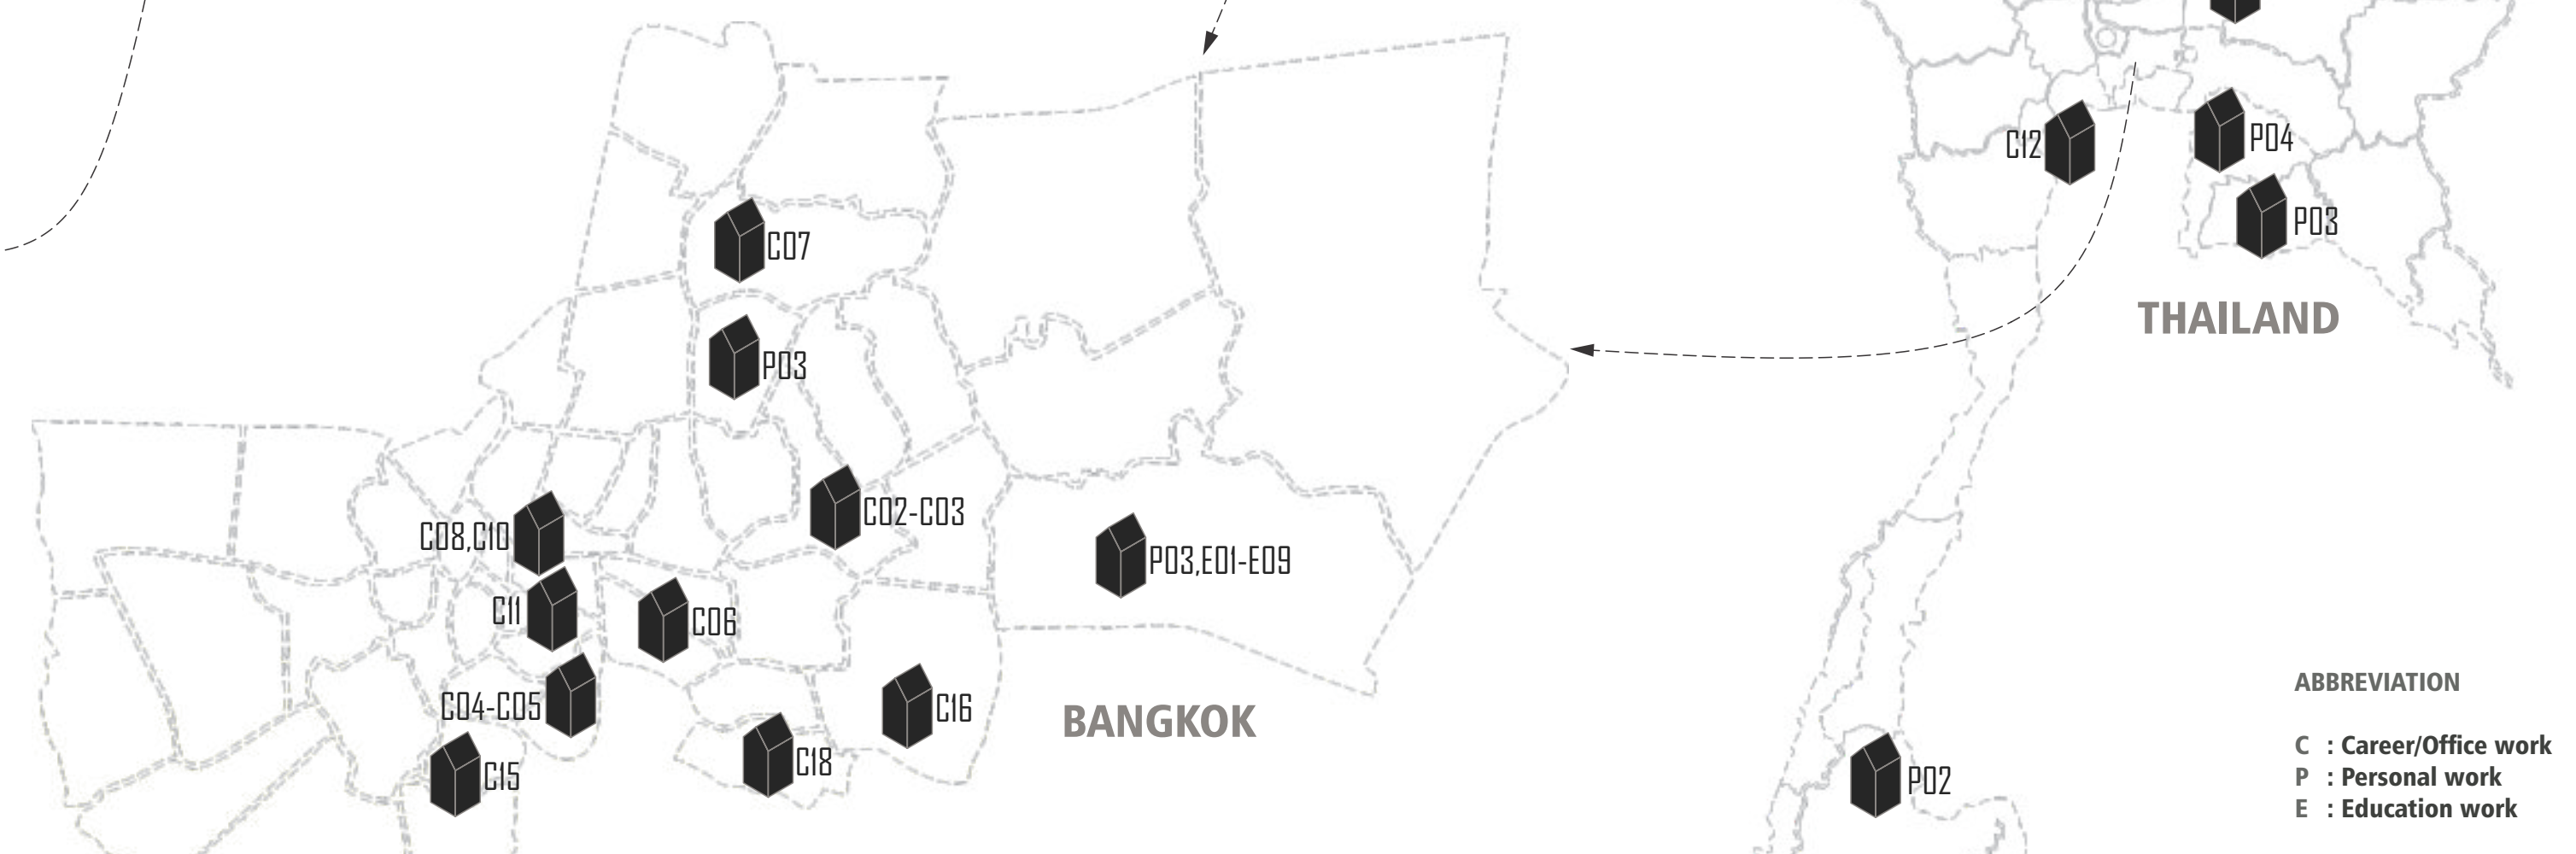 C07
P03
C02-C03
C08,C10
P03,E01-E09
C11
C06
C04-C05
C16
C18
C15
BANGKOK
C12
P04
P03
THAILAND
P02
ABBREVIATION
C : Career/Office work
P : Personal work
E : Education work